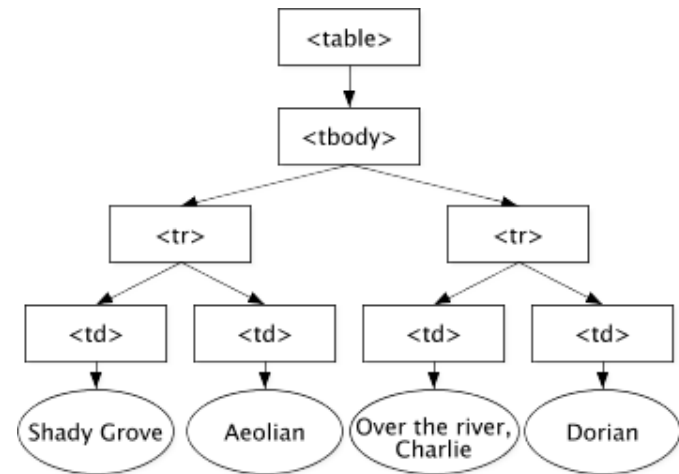 <table>
<tbody>
<tr> <tr>
<td> <td> <td> <td>
Shady Grove Aeolian Over the river, Charlie Dorian